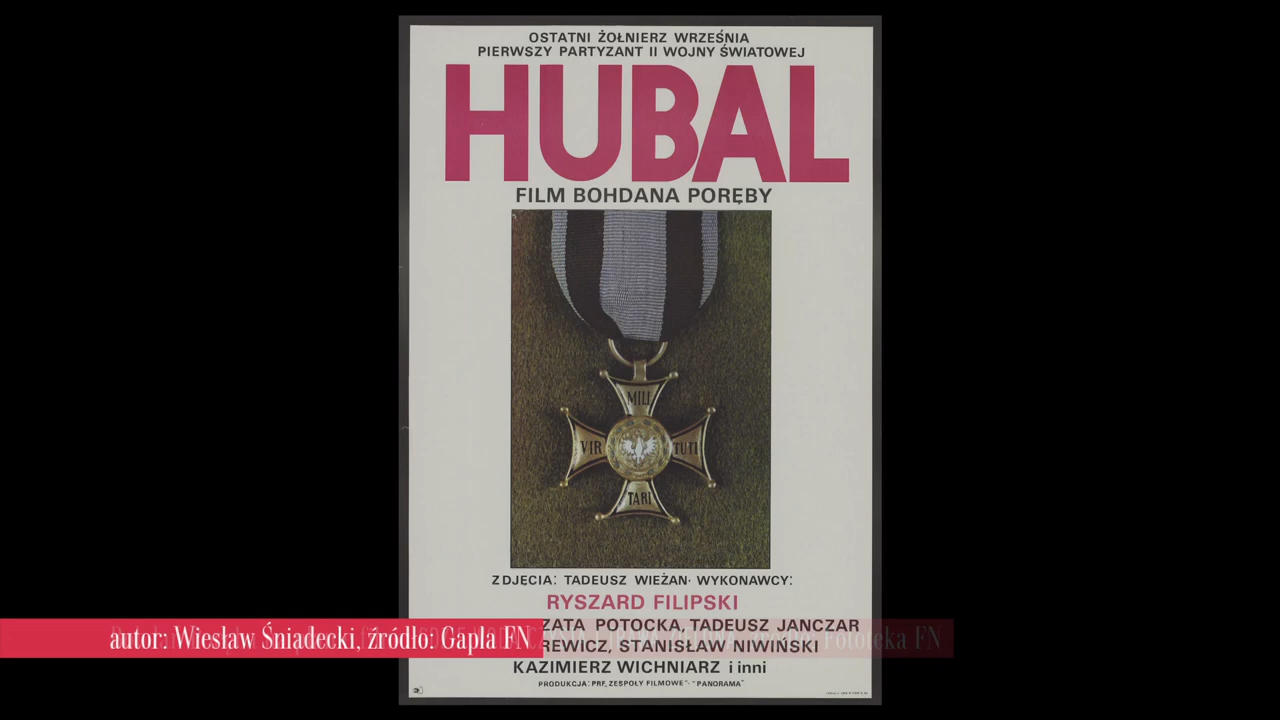 OSTATNI ŻOŁNIERZ WRZEŚNIA
PIERWSZY PARTYZANT II WOJNY ŚWIATOWEJ
HUBAL
FILM BOHDANA PORĘBY
MILI
VIR TUTI
TARI
ZDJĘCIA: TADEUSZ WIEŻAN· WYKONAWCY:
RYSZARD FILIPSKI
ZATA POTOCKA, TADEUSZ JANCZAR
autor: Wiesław Śniadecki, źródło: Gapla FN
Fototeka FN
REWICZ, STANISŁAW NIWIŃSKI
KAZIMIERZ WICHNIARZ i inni
PRODUKCJA: PRF, ZESPOŁY FILMOWE"- "PANORAMA"